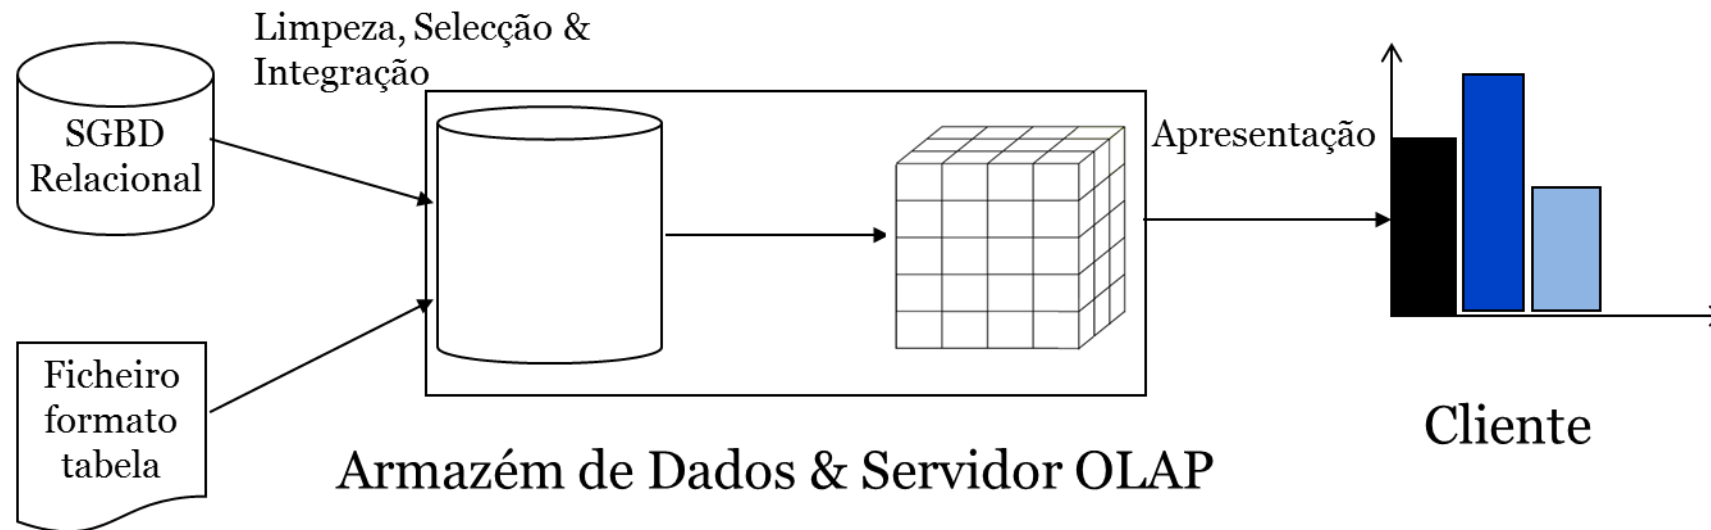 Limpeza, Selecção &
Integração
SGBD
Relacional
Apresentação
Ficheiro
formato
tabela
Armazém de Dados & Servidor OLAP
Cliente